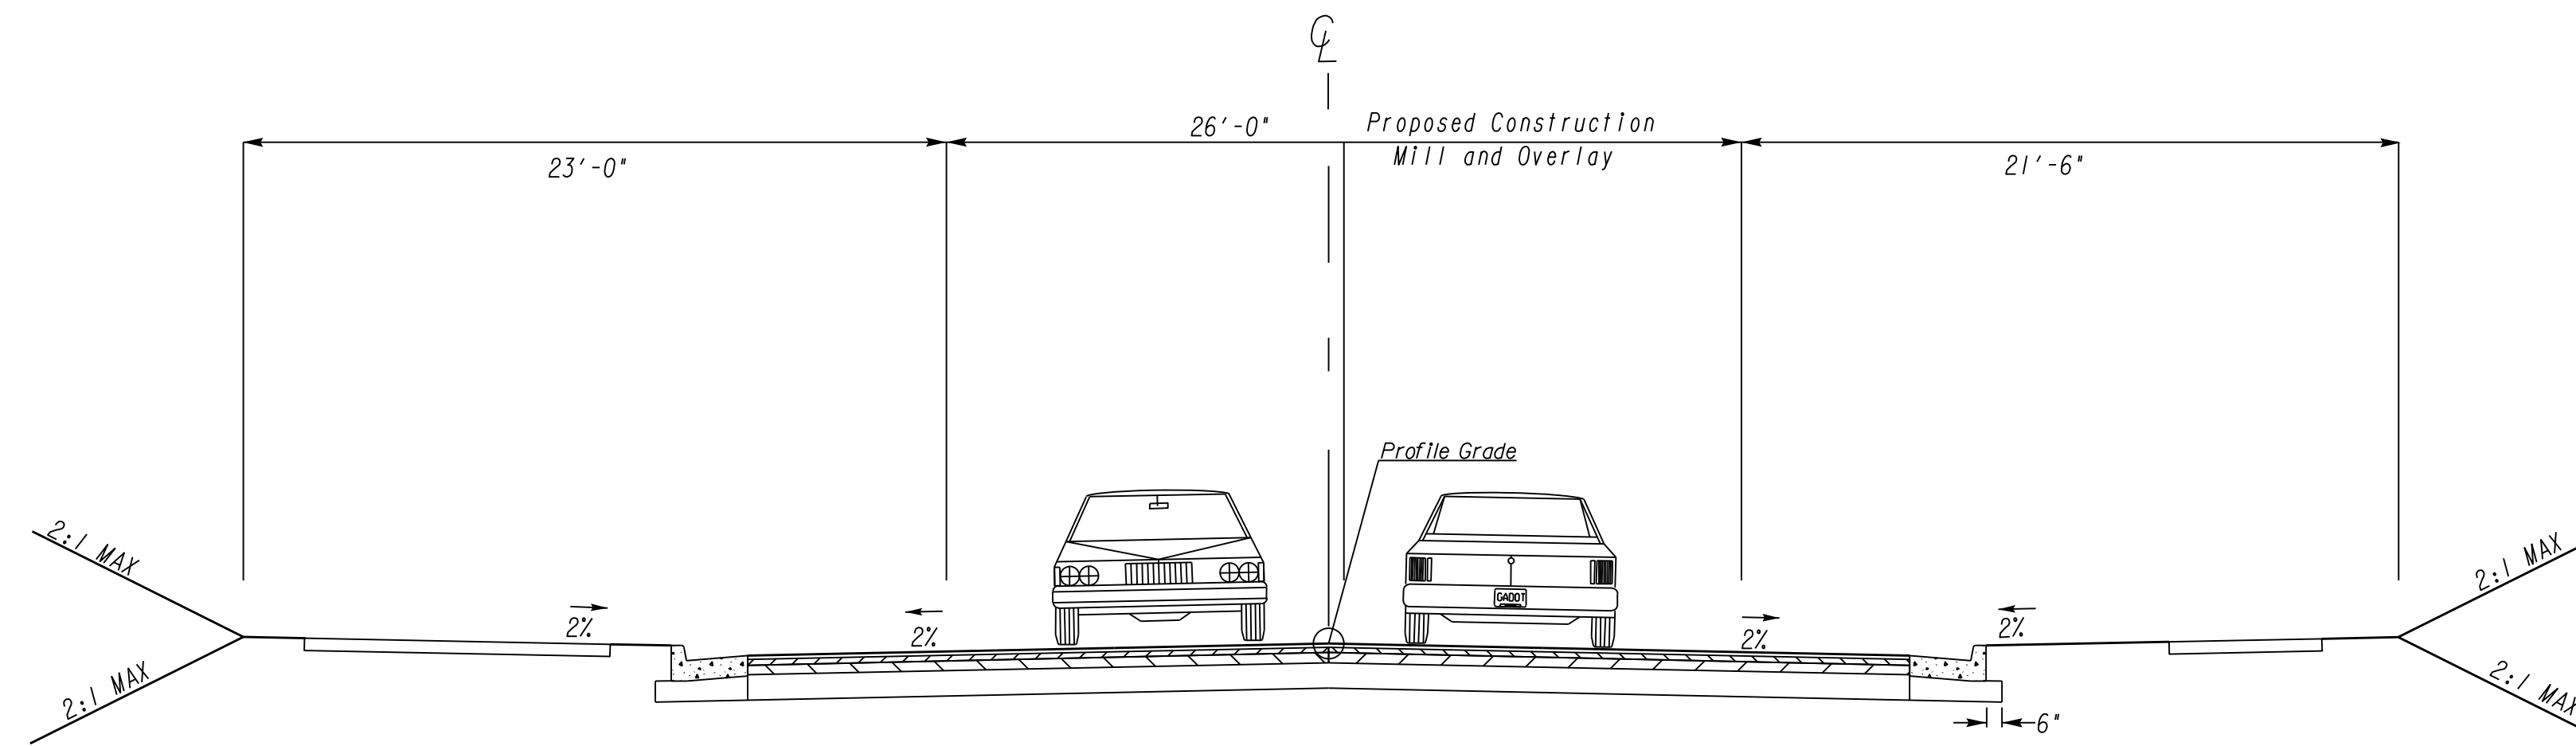 ℄
26'-0" Proposed Construction
Mill and Overlay
23'-0"
21'-6"
Profile Grade
2:1 MAX
2:1 MAX
GADOT
2%
2%
2%
2%
2:1 MAX
2:1 MAX
6"